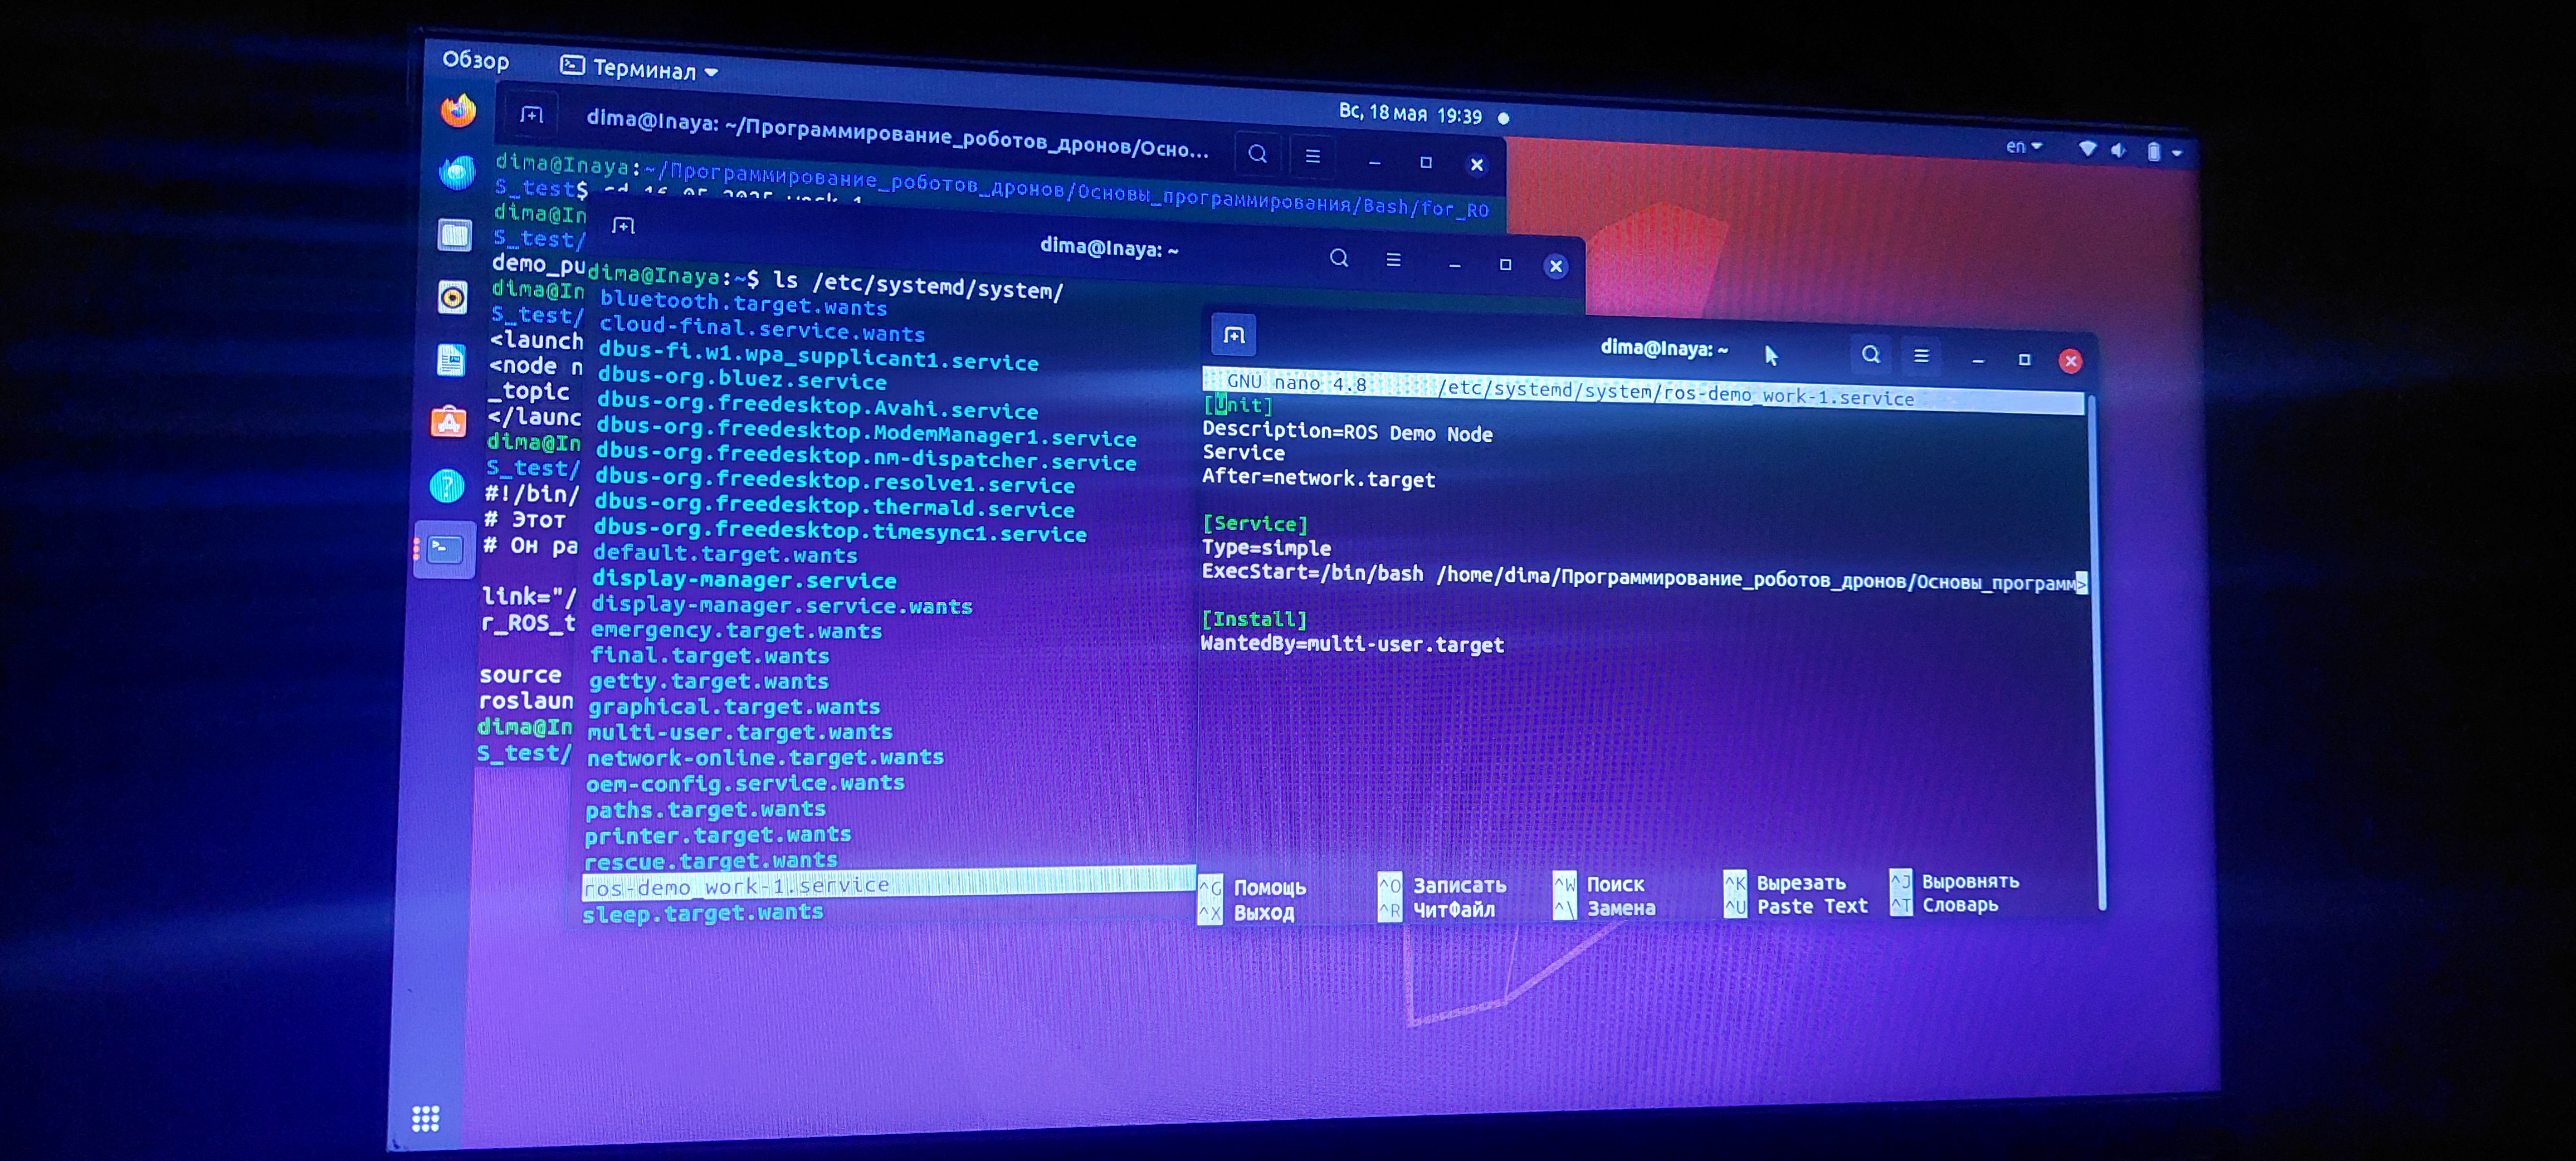 Обзор
Терминал
Вс, 18 мая 19:39
en
dima@Inaya: ~/Программирование_роботов_дронов/Осно...
dima@Inaya:~/Программирование_роботов_дронов/Основы_программирования/Bash/for_RO
S_test$ cd 16_05_2025_work_1
dima@In
S_test/
demo_pu
dima@In
S_test/
<launch
<node n
_topic
</launc
dima@In
S_test/
#!/bin/
# Этот
# Он ра
link="/
r_ROS_t
source
roslaun
dima@In
S_test/
dima@Inaya: ~
dima@Inaya:~$ ls /etc/systemd/system/
bluetooth.target.wants
cloud-final.service.wants
dbus-fi.w1.wpa_supplicant1.service
dbus-org.bluez.service
dbus-org.freedesktop.Avahi.service
dbus-org.freedesktop.ModemManager1.service
dbus-org.freedesktop.nm-dispatcher.service
dbus-org.freedesktop.resolve1.service
dbus-org.freedesktop.thermald.service
dbus-org.freedesktop.timesync1.service
default.target.wants
display-manager.service
display-manager.service.wants
emergency.target.wants
final.target.wants
getty.target.wants
graphical.target.wants
multi-user.target.wants
network-online.target.wants
oem-config.service.wants
paths.target.wants
printer.target.wants
rescue.target.wants
ros-demo_work-1.service
sleep.target.wants
dima@Inaya: ~
GNU nano 4.8 /etc/systemd/system/ros-demo_work-1.service
[Unit]
Description=ROS Demo Node
Service
After=network.target
[Service]
Type=simple
ExecStart=/bin/bash /home/dima/Программирование_роботов_дронов/Основы_программ>
[Install]
WantedBy=multi-user.target
^G Помощь ^O Записать ^W Поиск ^K Вырезать ^J Выровнять
^X Выход ^R ЧитФайл ^\ Замена ^U Paste Text ^T Словарь